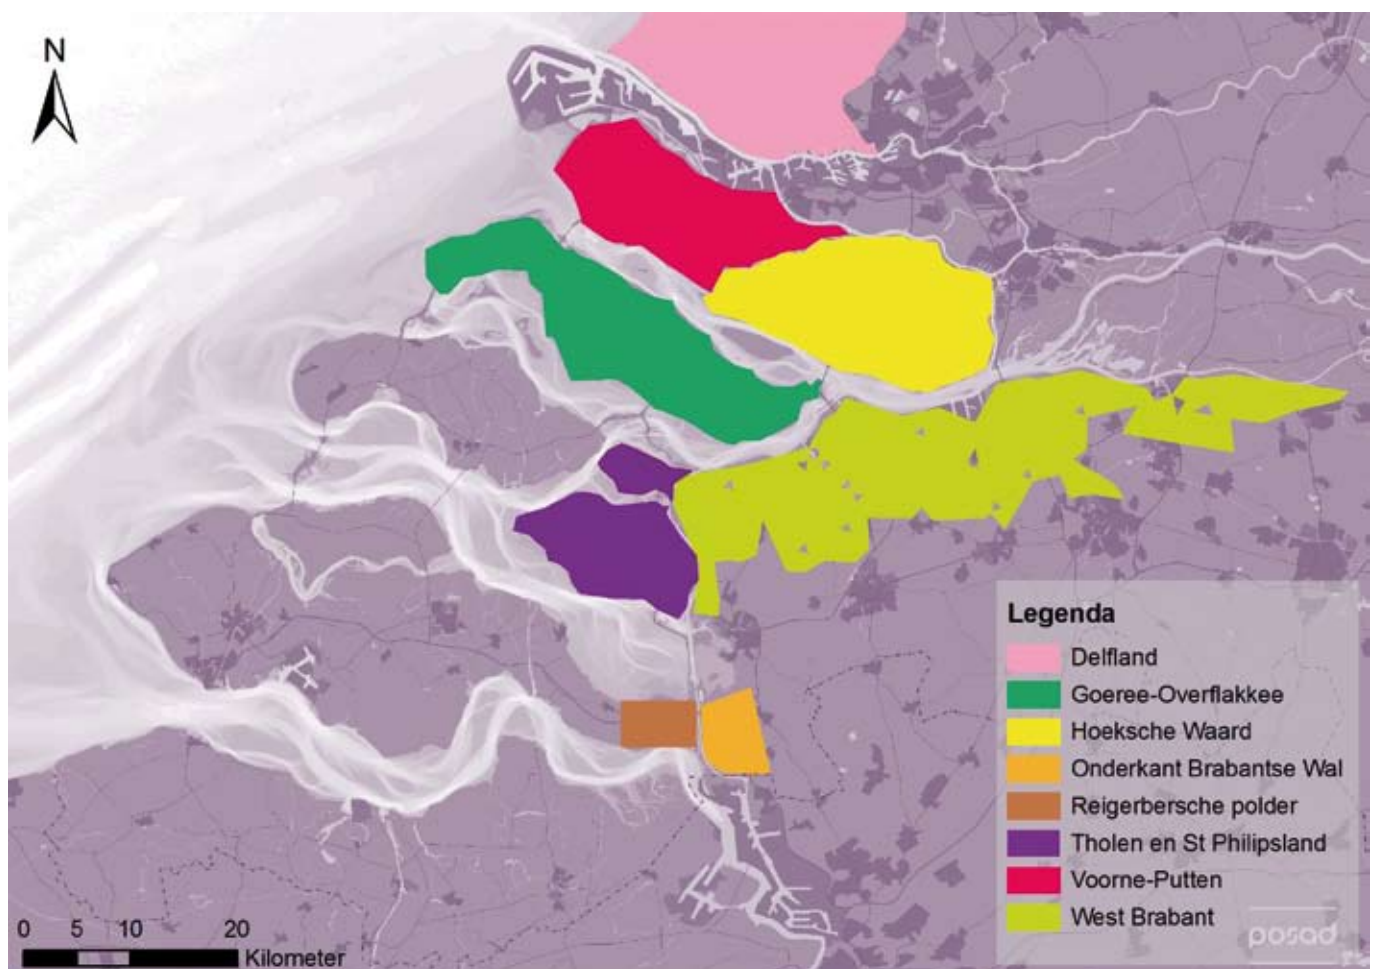 N
Legenda
Delfland
Goeree-Overflakkee
Hoeksche Waard
Onderkant Brabantse Wal
Reigerbersche polder
Tholen en St Philipsland
Voorne-Putten
West Brabant
posad
0 5 10 20
Kilometer